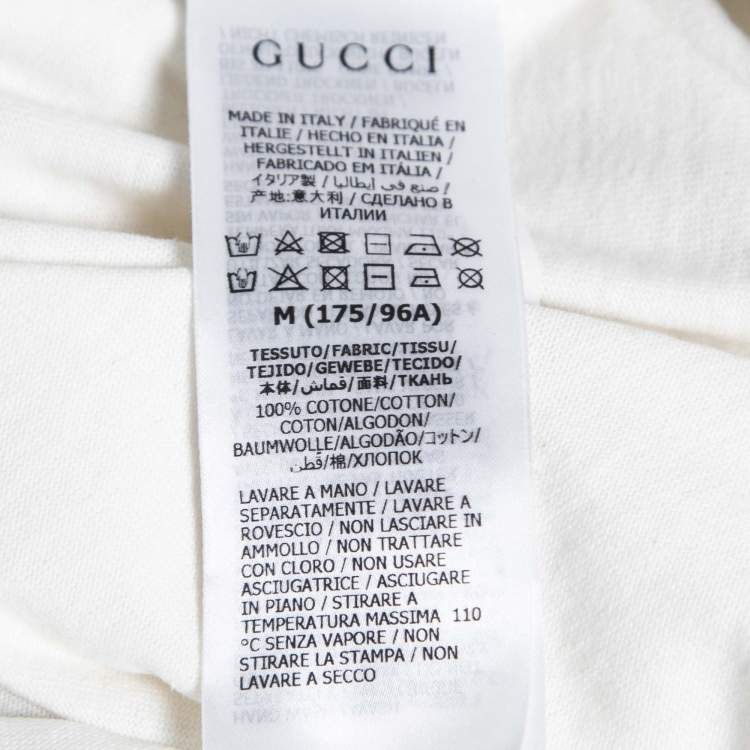 GUCCI
MADE IN ITALY / FABRIQUÉ EN
ITALIE / HECHO EN ITALIA /
HERGESTELLT IN ITALIEN /
FABRICADO EM ITÁLIA /
イタリア製 / صنع في ايطاليا /
产地:意大利 / СДЕЛАНО В
ИТАЛИИ
M (175/96A)
TESSUTO/FABRIC/TISSU/
TEJIDO/GEWEBE/TECIDO/
本体/قماش/面料/ТКАНЬ
100% COTONE/COTTON/
COTON/ALGODON/
BAUMWOLLE/ALGODÃO/コットン/
قُطن/棉/ХЛОПОК
LAVARE A MANO / LAVARE
SEPARATAMENTE / LAVARE A
ROVESCIO / NON LASCIARE IN
AMMOLLO / NON TRATTARE
CON CLORO / NON USARE
ASCIUGATRICE / ASCIUGARE
IN PIANO / STIRARE A
TEMPERATURA MASSIMA 110
°C SENZA VAPORE / NON
STIRARE LA STAMPA / NON
LAVARE A SECCO